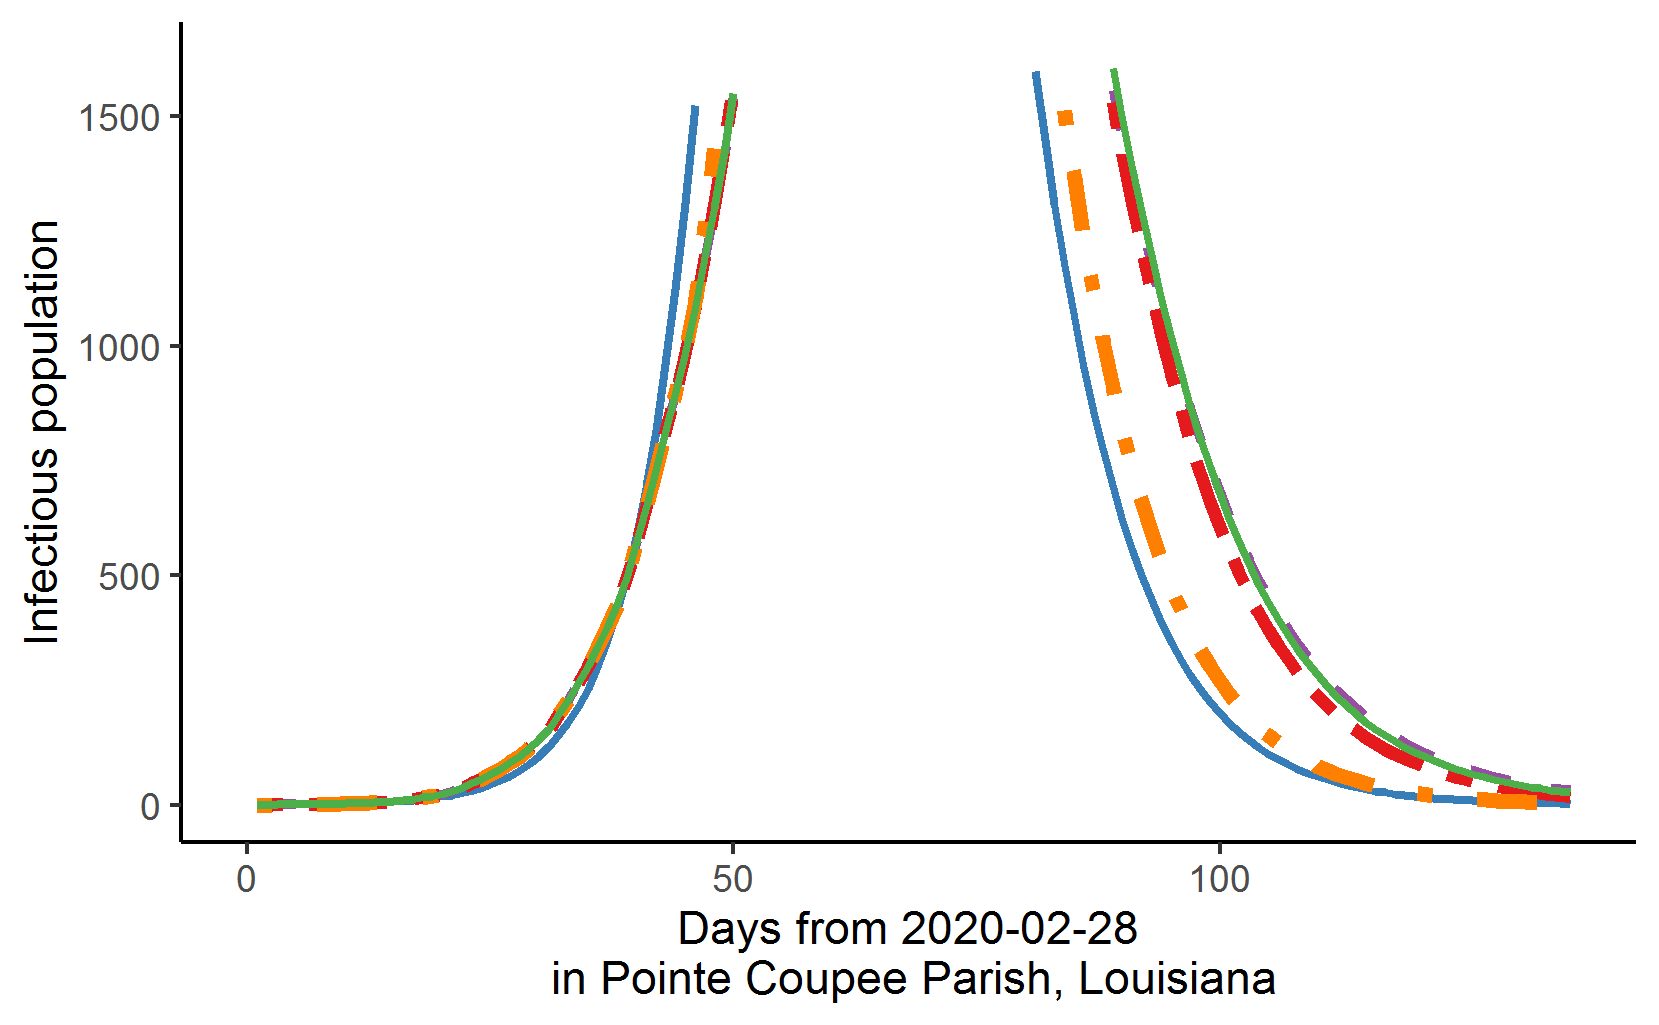 Infectious population
1500
1000
500
0
0 50 100
Days from 2020-02-28
in Pointe Coupee Parish, Louisiana